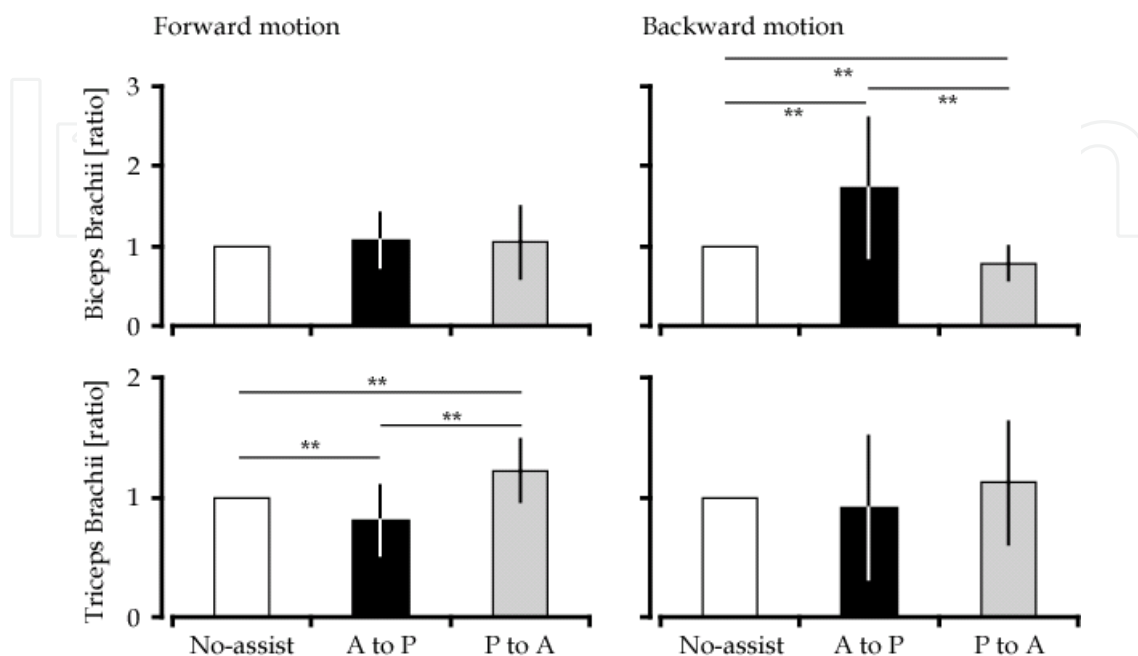 Forward motion
Backward motion
Biceps Brachii [ratio]
3
2
1
0
**
**
**
Triceps Brachii [ratio]
2
1
0
**
**
**
No-assist
A to P
P to A
No-assist
A to P
P to A